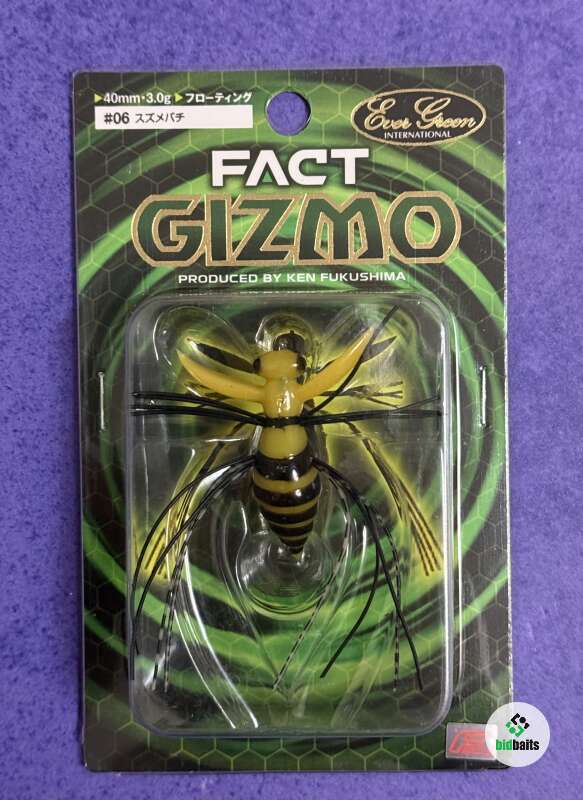 ▶40mm・3.0g▶フローティング
#06 スズメバチ
Ever Green
INTERNATIONAL
FACT
GIZMO
PRODUCED BY KEN FUKUSHIMA
bidbaits